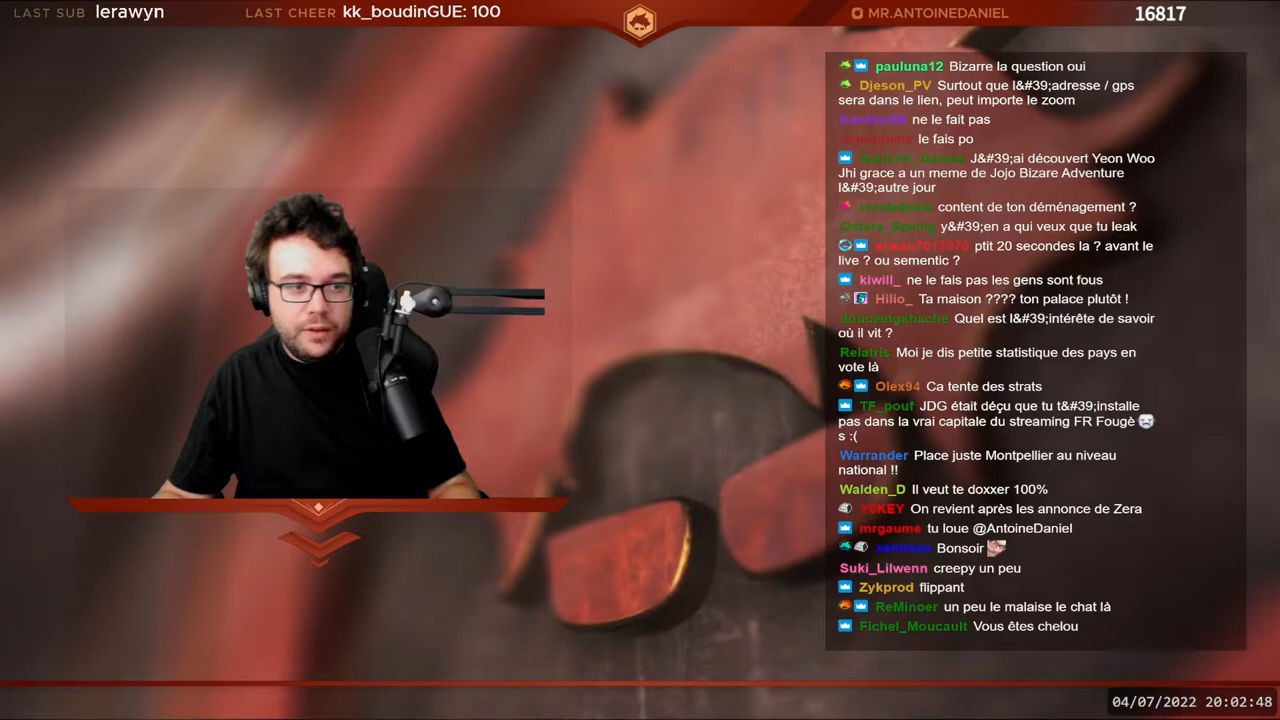 LAST SUB lerawyn LAST CHEER kk_boudinGUE: 100 MR.ANTOINEDANIEL 16817
pauluna12 Bizarre la question oui
Djeson_PV Surtout que l&#39;adresse / gps
sera dans le lien, peut importe le zoom
ne le fait pas
le fais po
J&#39;ai découvert Yeon Woo
Jhi grace a un meme de Jojo Bizare Adventure
l&#39;autre jour
content de ton déménagement ?
y&#39;en a qui veux que tu leak
erwan7017070 ptit 20 secondes la ? avant le
live ? ou sementic ?
kiwill_ ne le fais pas les gens sont fous
Hilio_ Ta maison ???? ton palace plutôt !
Quel est l&#39;intérête de savoir
où il vit ?
Relatris Moi je dis petite statistique des pays en
vote là
Olex94 Ca tente des strats
TF_pouf JDG était déçu que tu t&#39;installe
pas dans la vrai capitale du streaming FR Fougè
s :(
Warrander Place juste Montpellier au niveau
national !!
Walden_D Il veut te doxxer 100%
Y0KEY On revient après les annonce de Zera
mrgaume tu loue @AntoineDaniel
Bonsoir
Suki_Lilwenn creepy un peu
Zykprod flippant
ReMinoer un peu le malaise le chat là
Fichel_Moucault Vous êtes chelou
04/07/2022 20:02:48